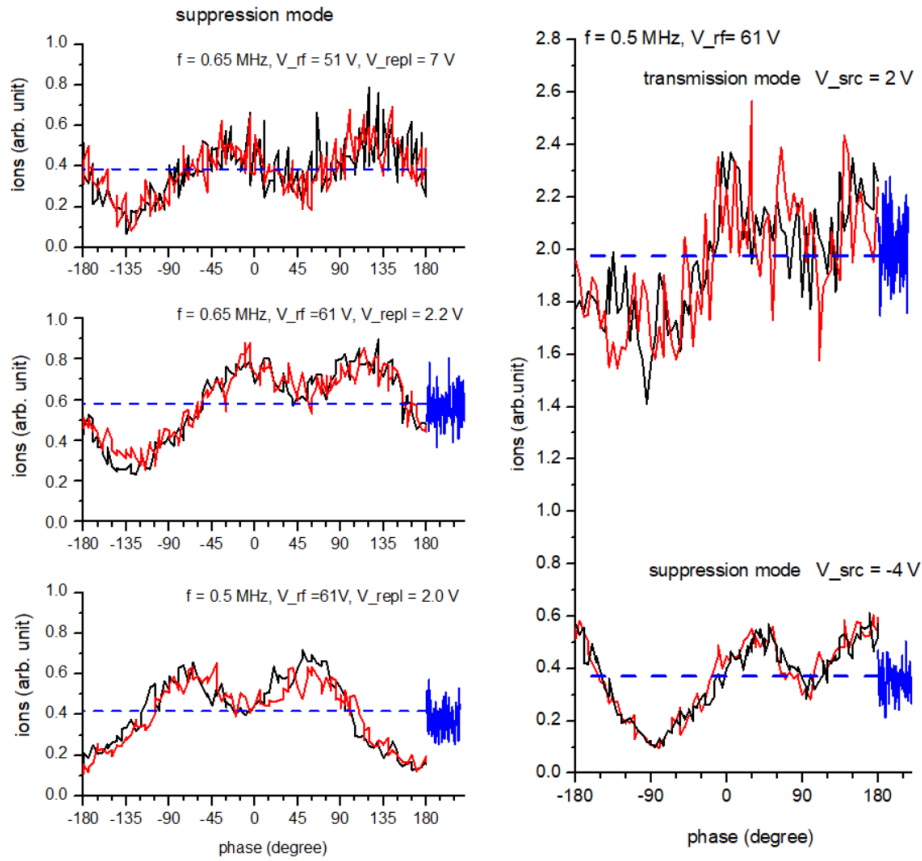 suppression mode
f = 0.65 MHz, V_rf = 51 V, V_repl = 7 V
ions (arb. unit)
1.0
0.8
0.6
0.4
0.2
0.0
-180 -135 -90 -45 0 45 90 135 180
f = 0.65 MHz, V_rf =61 V, V_repl = 2.2 V
ions (arb. unit)
1.0
0.8
0.6
0.4
0.2
0.0
-180 -135 -90 -45 0 45 90 135 180
f = 0.5 MHz, V_rf =61V, V_repl = 2.0 V
ions (arb. unit)
1.0
0.8
0.6
0.4
0.2
0.0
-180 -135 -90 -45 0 45 90 135 180
phase (degree)
f = 0.5 MHz, V_rf= 61 V
transmission mode V_src = 2 V
ions (arb.unit)
2.8
2.6
2.4
2.2
2.0
1.8
1.6
1.4
1.2
1.0
0.8
0.6
0.4
0.2
0.0
suppression mode V_src = -4 V
-180 -90 0 90 180
phase (degree)